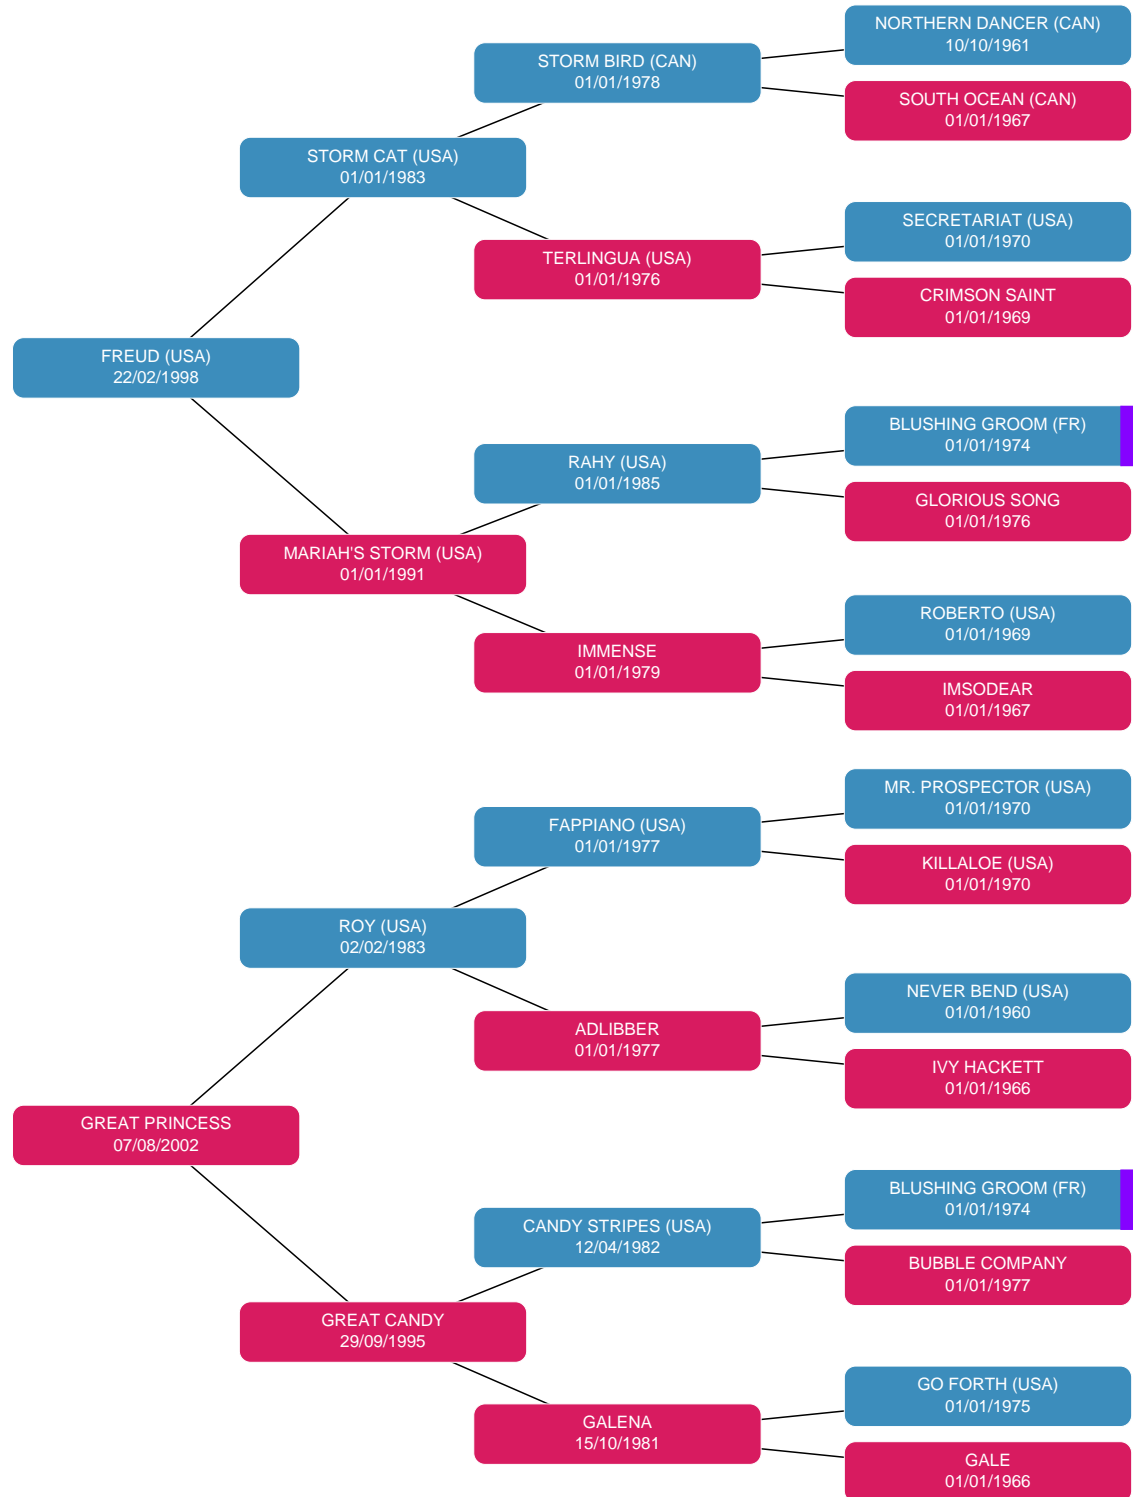 NORTHERN DANCER (CAN)
10/10/1961
STORM BIRD (CAN)
01/01/1978
SOUTH OCEAN (CAN)
01/01/1967
STORM CAT (USA)
01/01/1983
SECRETARIAT (USA)
01/01/1970
TERLINGUA (USA)
01/01/1976
CRIMSON SAINT
01/01/1969
FREUD (USA)
22/02/1998
BLUSHING GROOM (FR)
01/01/1974
RAHY (USA)
01/01/1985
GLORIOUS SONG
01/01/1976
MARIAH'S STORM (USA)
01/01/1991
ROBERTO (USA)
01/01/1969
IMMENSE
01/01/1979
IMSODEAR
01/01/1967
MR. PROSPECTOR (USA)
01/01/1970
FAPPIANO (USA)
01/01/1977
KILLALOE (USA)
01/01/1970
ROY (USA)
02/02/1983
NEVER BEND (USA)
01/01/1960
ADLIBBER
01/01/1977
IVY HACKETT
01/01/1966
GREAT PRINCESS
07/08/2002
BLUSHING GROOM (FR)
01/01/1974
CANDY STRIPES (USA)
12/04/1982
BUBBLE COMPANY
01/01/1977
GREAT CANDY
29/09/1995
GO FORTH (USA)
01/01/1975
GALENA
15/10/1981
GALE
01/01/1966